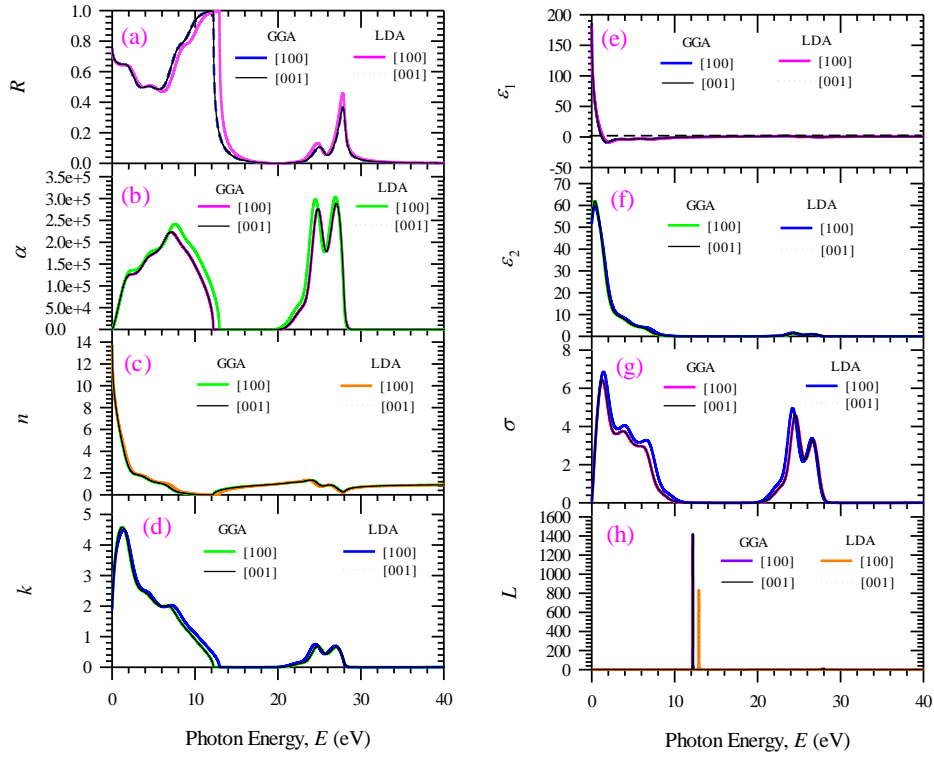 (a)
GGA LDA
[100] [100]
[001] [001]
R
1.0
0.8
0.6
0.4
0.2
0.0
(b)
GGA LDA
[100] [100]
[001] [001]
α
3.5e+5
3.0e+5
2.5e+5
2.0e+5
1.5e+5
1.0e+5
5.0e+4
0.0
(c)
GGA LDA
[100] [100]
[001] [001]
n
14
12
10
8
6
4
2
0
(d)
GGA LDA
[100] [100]
[001] [001]
k
5
4
3
2
1
0
0 10 20 30 40
Photon Energy, E (eV)
(e)
GGA LDA
[100] [100]
[001] [001]
ε1
200
150
100
50
0
50
(f)
GGA LDA
[100] [100]
[001] [001]
ε2
70
60
50
40
30
20
10
0
(g)
GGA LDA
[100] [100]
[001] [001]
σ
8
6
4
2
0
(h)
GGA LDA
[100] [100]
[001] [001]
L
1600
1400
1200
1000
800
600
400
200
0
0 10 20 30 40
Photon Energy, E (eV)